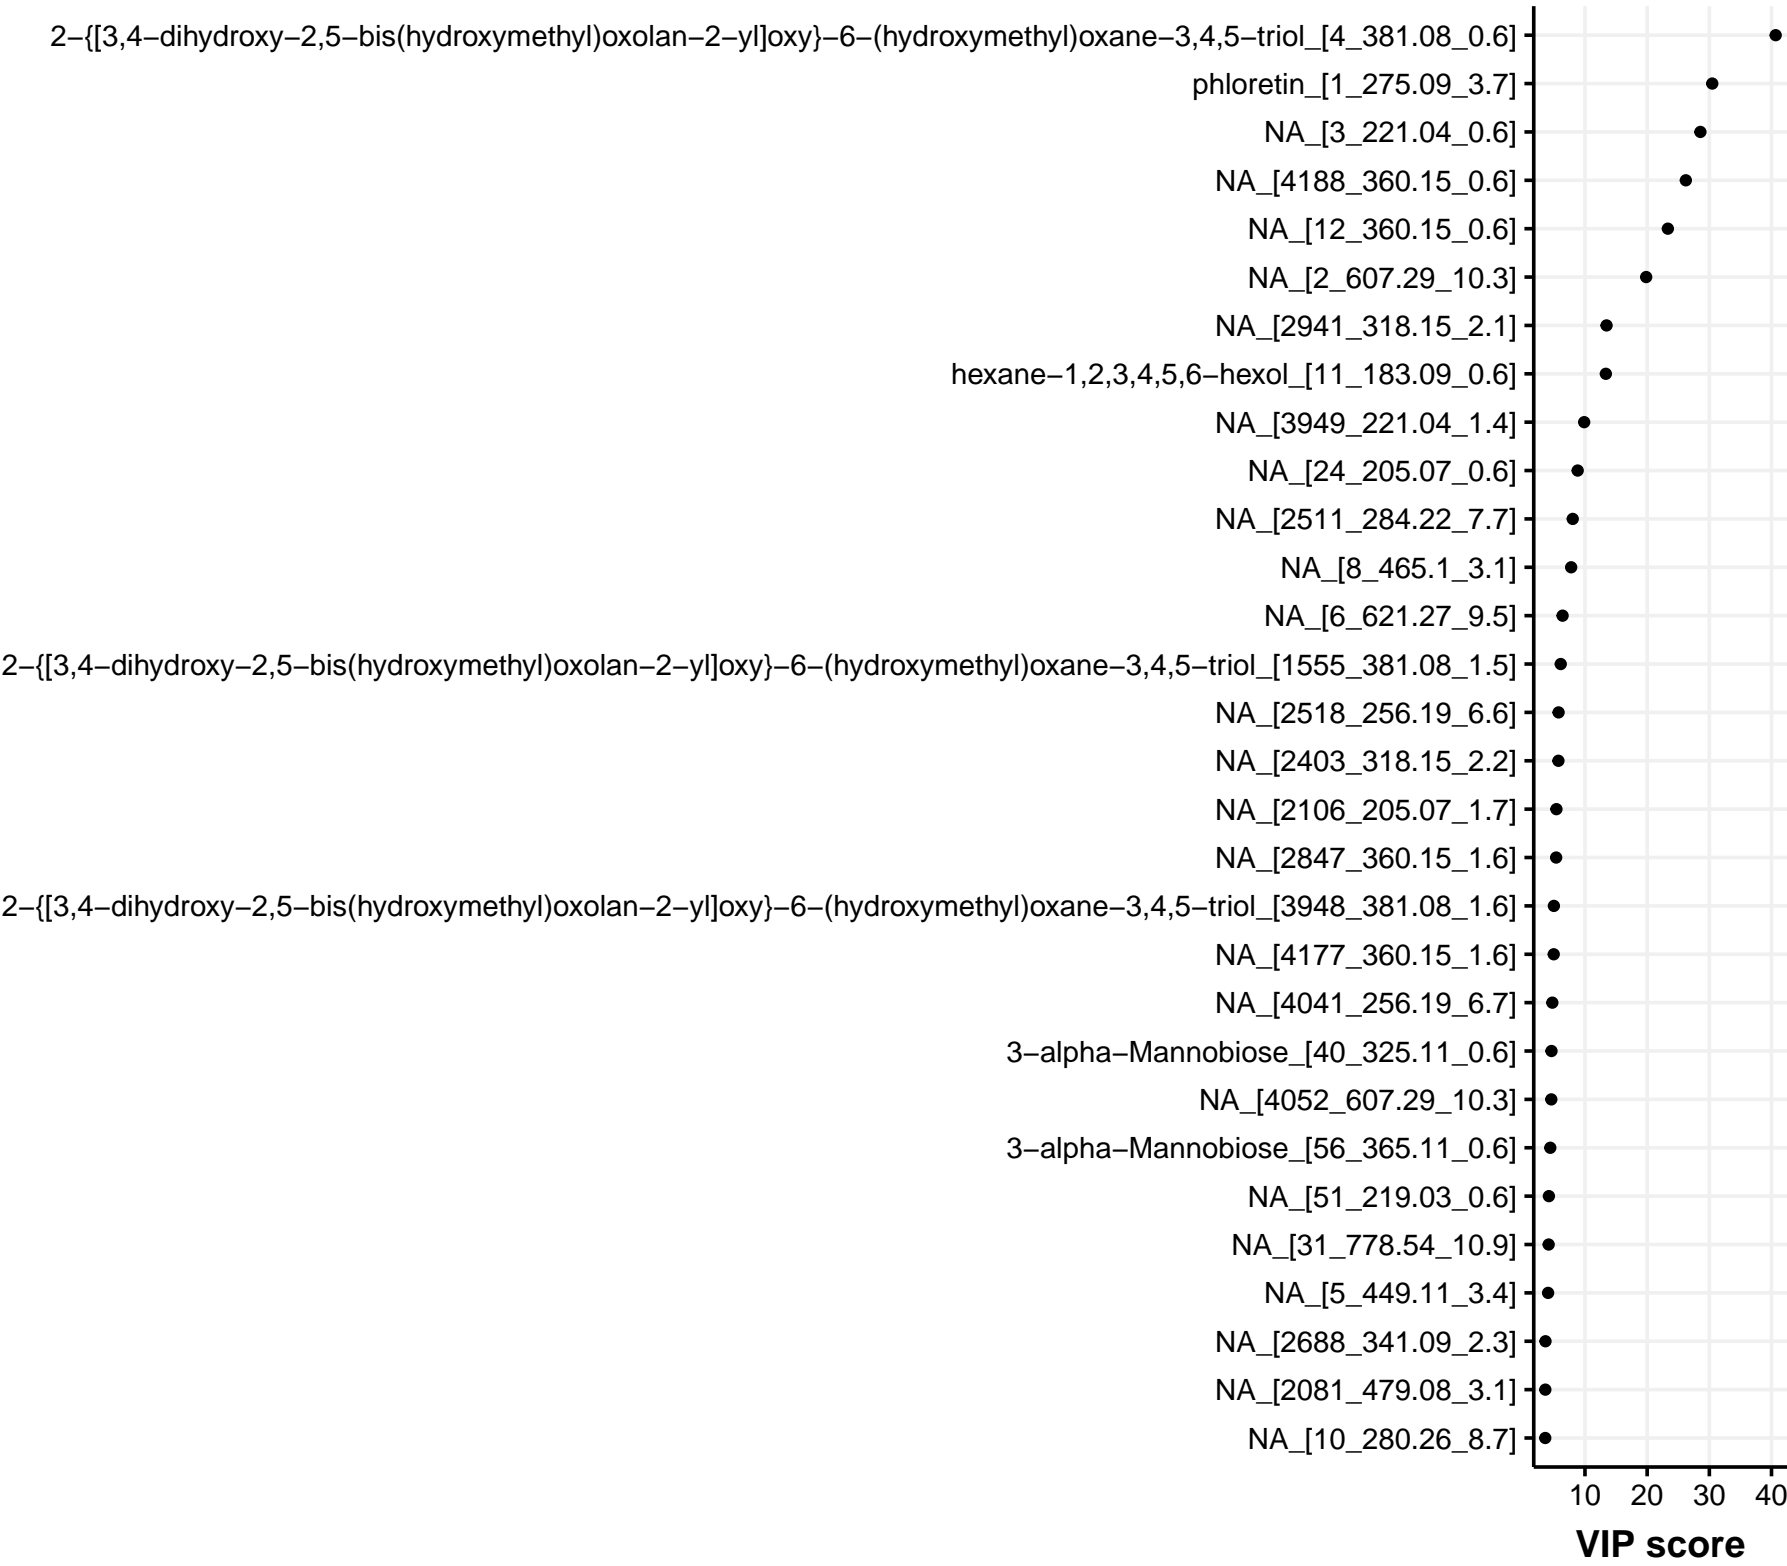 2−{[3,4−dihydroxy−2,5−bis(hydroxymethyl)oxolan−2−yl]oxy}−6−(hydroxymethyl)oxane−3,4,5−triol_[4_381.08_0.6]
phloretin_[1_275.09_3.7]
NA_[3_221.04_0.6]
NA_[4188_360.15_0.6]
NA_[12_360.15_0.6]
NA_[2_607.29_10.3]
NA_[2941_318.15_2.1]
hexane−1,2,3,4,5,6−hexol_[11_183.09_0.6]
NA_[3949_221.04_1.4]
NA_[24_205.07_0.6]
NA_[2511_284.22_7.7]
NA_[8_465.1_3.1]
NA_[6_621.27_9.5]
2−{[3,4−dihydroxy−2,5−bis(hydroxymethyl)oxolan−2−yl]oxy}−6−(hydroxymethyl)oxane−3,4,5−triol_[1555_381.08_1.5]
NA_[2518_256.19_6.6]
NA_[2403_318.15_2.2]
NA_[2106_205.07_1.7]
NA_[2847_360.15_1.6]
2−{[3,4−dihydroxy−2,5−bis(hydroxymethyl)oxolan−2−yl]oxy}−6−(hydroxymethyl)oxane−3,4,5−triol_[3948_381.08_1.6]
NA_[4177_360.15_1.6]
NA_[4041_256.19_6.7]
3−alpha−Mannobiose_[40_325.11_0.6]
NA_[4052_607.29_10.3]
3−alpha−Mannobiose_[56_365.11_0.6]
NA_[51_219.03_0.6]
NA_[31_778.54_10.9]
NA_[5_449.11_3.4]
NA_[2688_341.09_2.3]
NA_[2081_479.08_3.1]
NA_[10_280.26_8.7]
10 20 30 40
VIP score